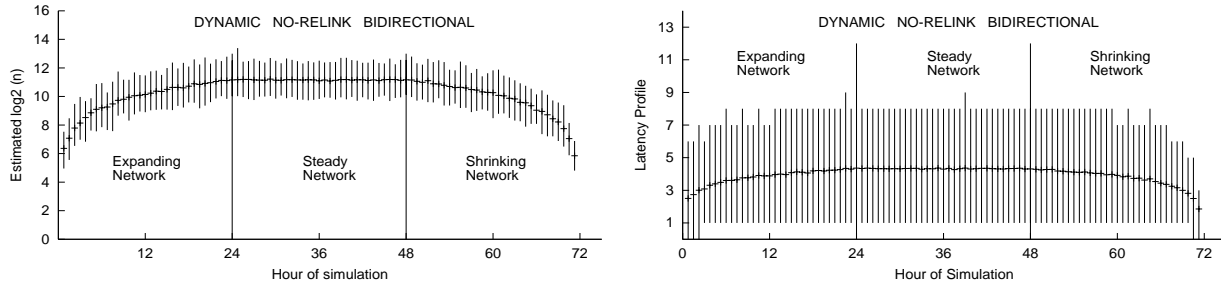 DYNAMIC NO-RELINK BIDIRECTIONAL
Estimated log2 (n)
16
14
12
10
8
6
4
2
0
Expanding
Network
Steady
Network
Shrinking
Network
12 24 36 48 60 72
Hour of simulation
DYNAMIC NO-RELINK BIDIRECTIONAL
Latency Profile
13
11
9
7
5
3
1
Expanding
Network
Steady
Network
Shrinking
Network
0 12 24 36 48 60 72
Hour of Simulation